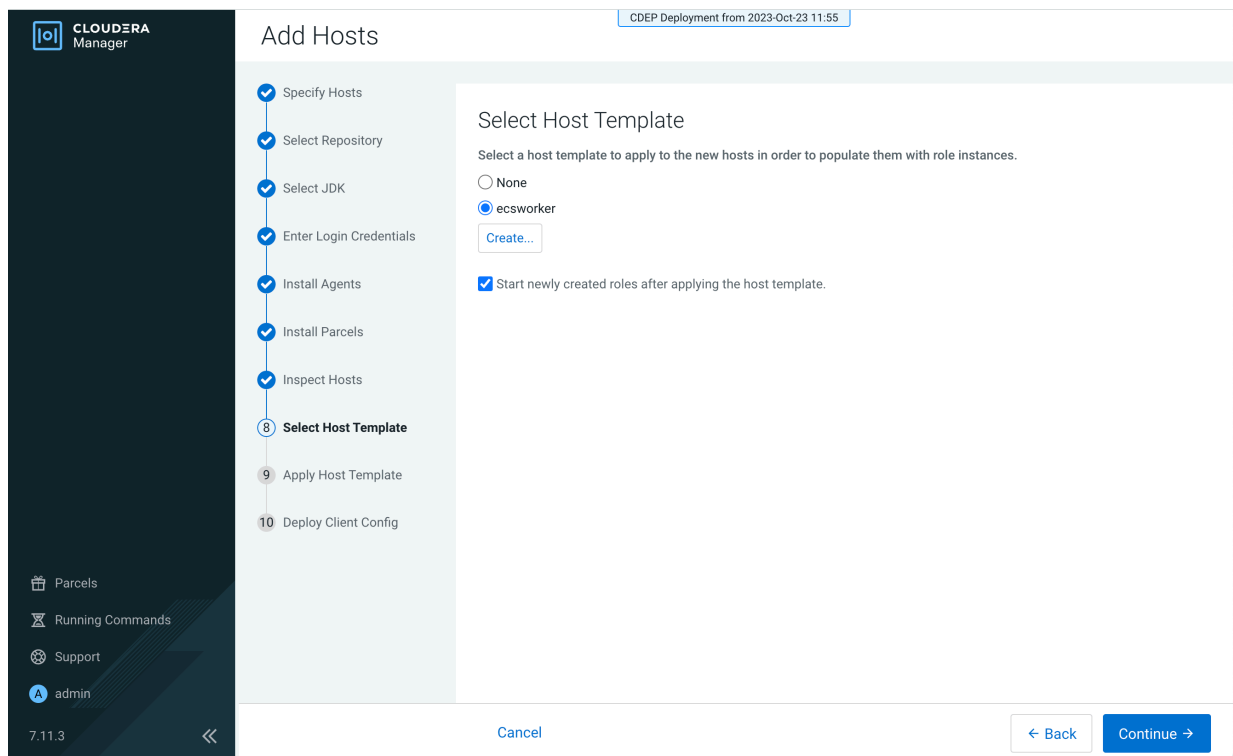 CLOUDERA
Manager
CDEP Deployment from 2023-Oct-23 11:55
Add Hosts
Specify Hosts
Select Repository
Select JDK
Enter Login Credentials
Install Agents
Install Parcels
Inspect Hosts
8 Select Host Template
9 Apply Host Template
10 Deploy Client Config
Select Host Template
Select a host template to apply to the new hosts in order to populate them with role instances.
None
ecsworker
Create...
Start newly created roles after applying the host template.
Parcels
Running Commands
Support
A admin
7.11.3
Cancel
← Back
Continue →